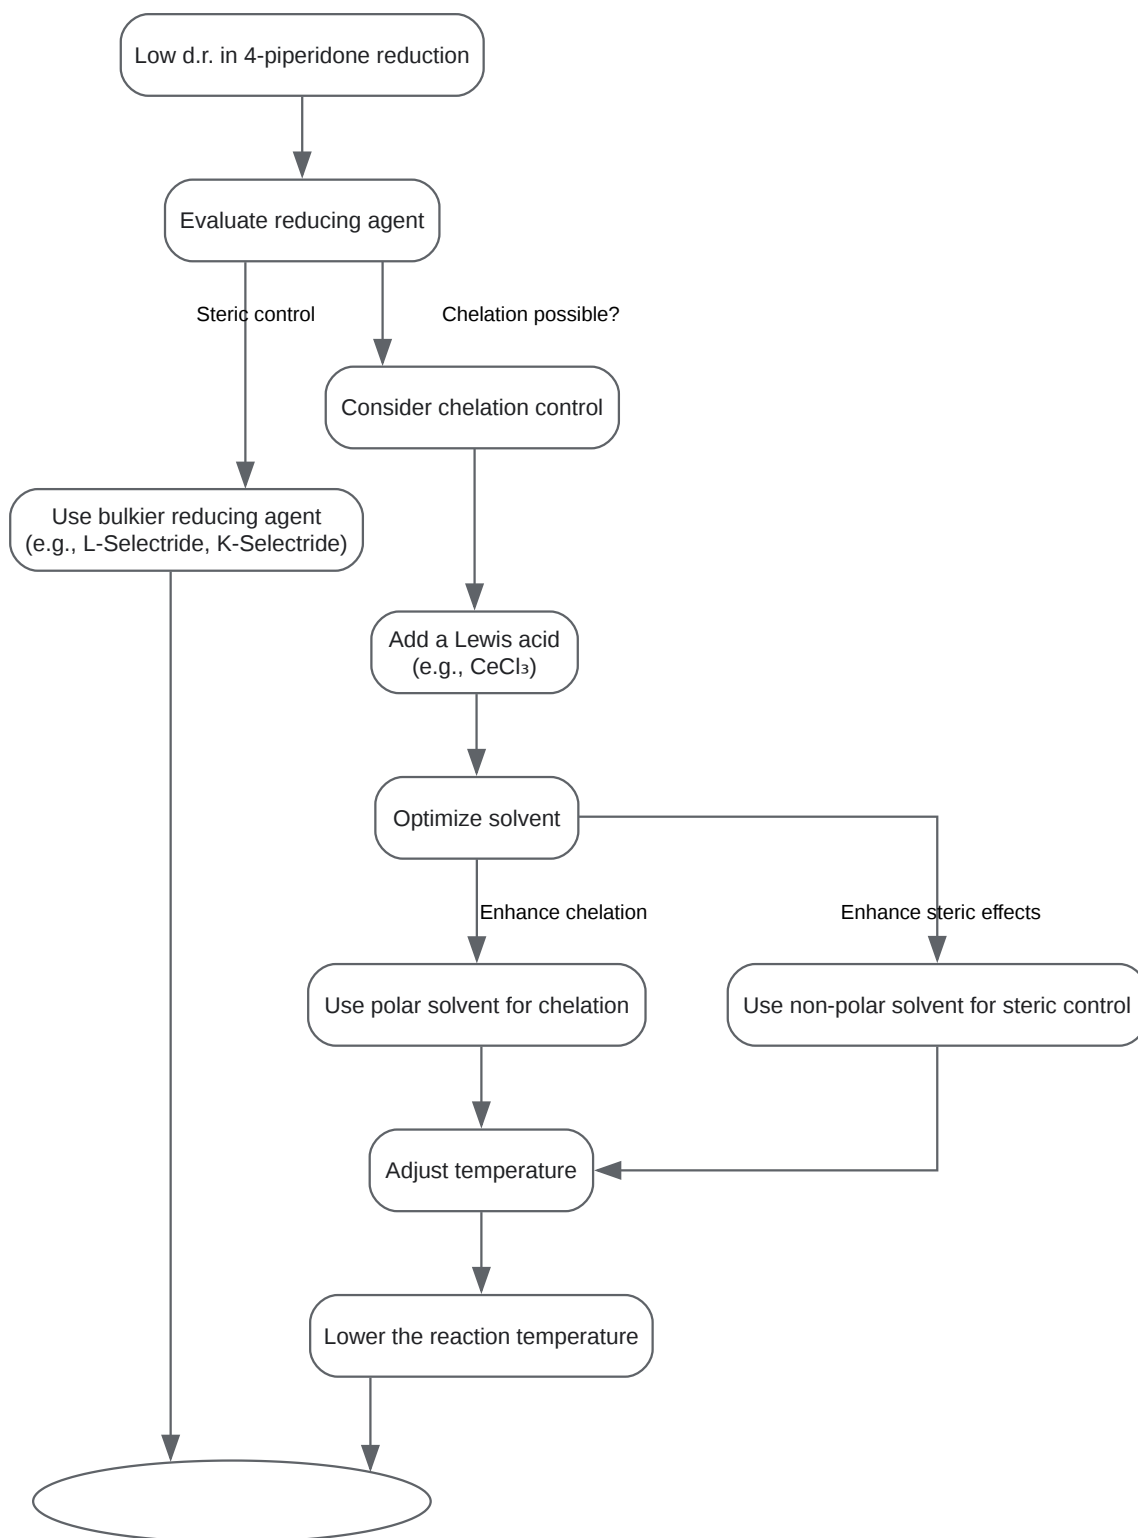 Low d.r. in 4-piperidone reduction
Evaluate reducing agent
Steric control
Chelation possible?
Consider chelation control
Use bulkier reducing agent
(e.g., L-Selectride, K-Selectride)
Add a Lewis acid
(e.g., CeCl₃)
Optimize solvent
Enhance chelation
Enhance steric effects
Use polar solvent for chelation
Use non-polar solvent for steric control
Adjust temperature
Lower the reaction temperature